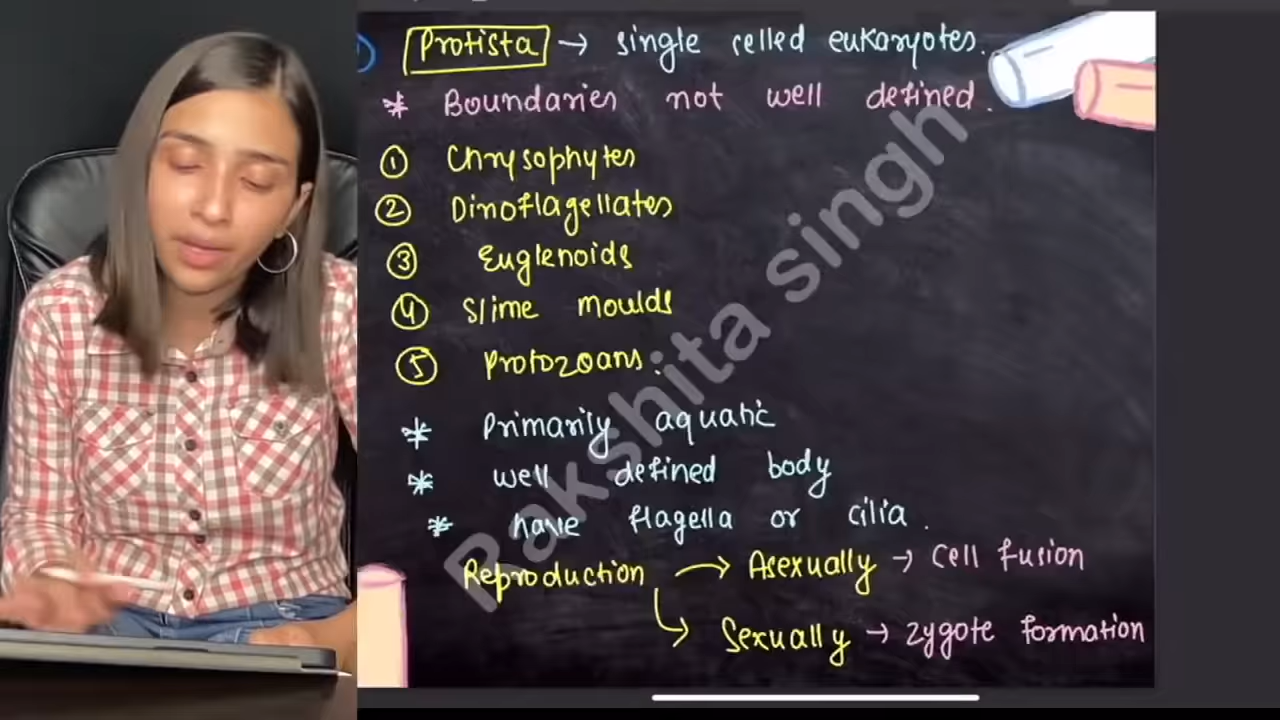 Protista → single celled eukaryotes.
* Boundaries not well defined.
① Chrysophytes
② Dinoflagellates
③ Euglenoids
④ Slime moulds
⑤ Protozoans.
* Primarily aquatic
* well defined body
* have flagella or cilia.
Reproduction → Asexually → cell fusion
↳ Sexually → zygote formation
Rakshita singh